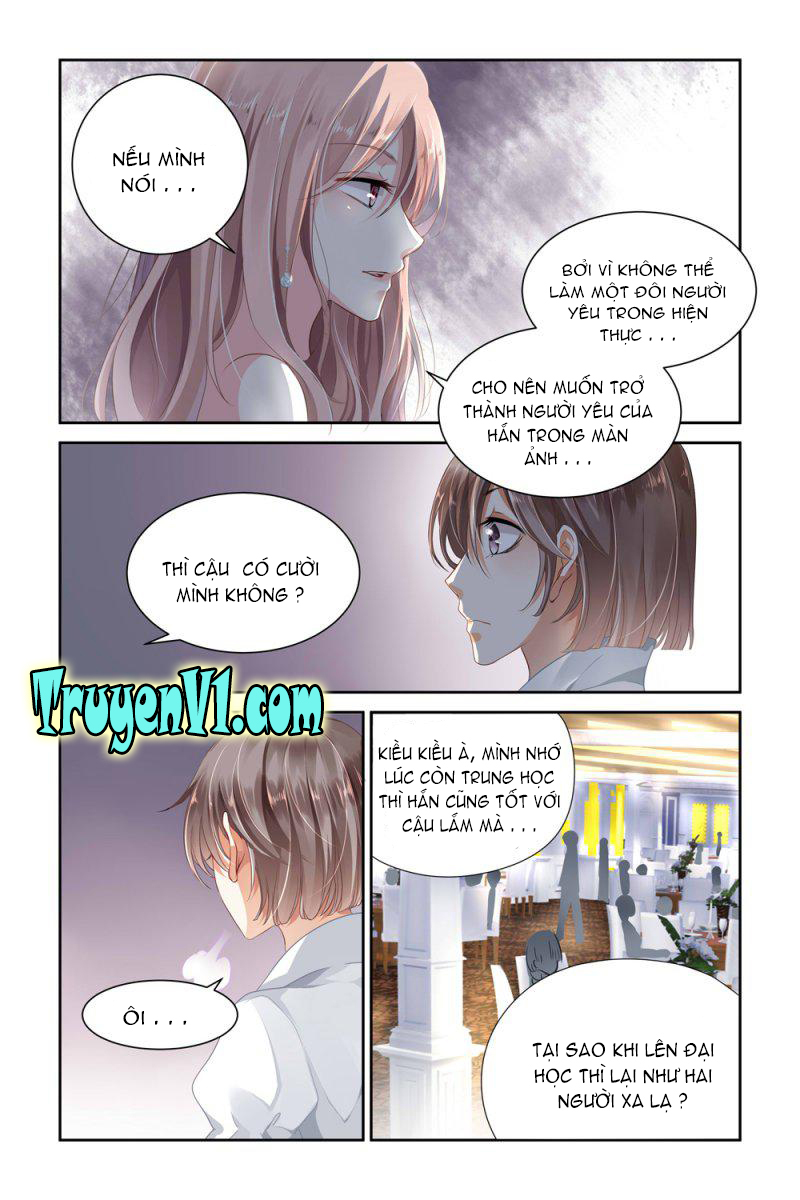 NẾU MÌNH
NÓI . . .
BỞI VÌ KHÔNG THỂ
LÀM MỘT ĐÔI NGƯỜI
YÊU TRONG HIỆN
THỰC . . .
CHO NÊN MUỐN TRỞ
THÀNH NGƯỜI YÊU CỦA
HẮN TRONG MÀN
ẢNH . . .
THÌ CẬU CÓ CƯỜI
MÌNH KHÔNG ?
TruyenV1.com
ÔI . . .
KIỀU KIỀU À, MÌNH NHỚ
LÚC CÒN TRUNG HỌC
THÌ HẮN CŨNG TỐT VỚI
CẬU LẮM MÀ . . .
TẠI SAO KHI LÊN ĐẠI
HỌC THÌ LẠI NHƯ HAI
NGƯỜI XA LẠ ?